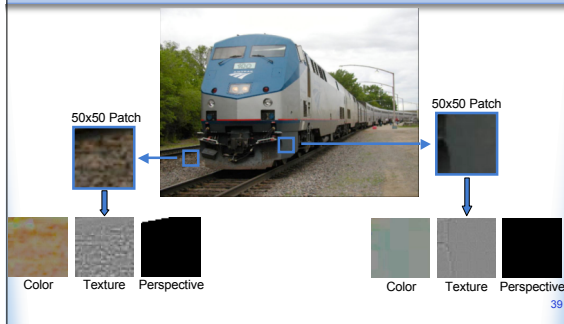 50x50 Patch
50x50 Patch
Color
Texture
Perspective
Color
Texture
Perspective
39